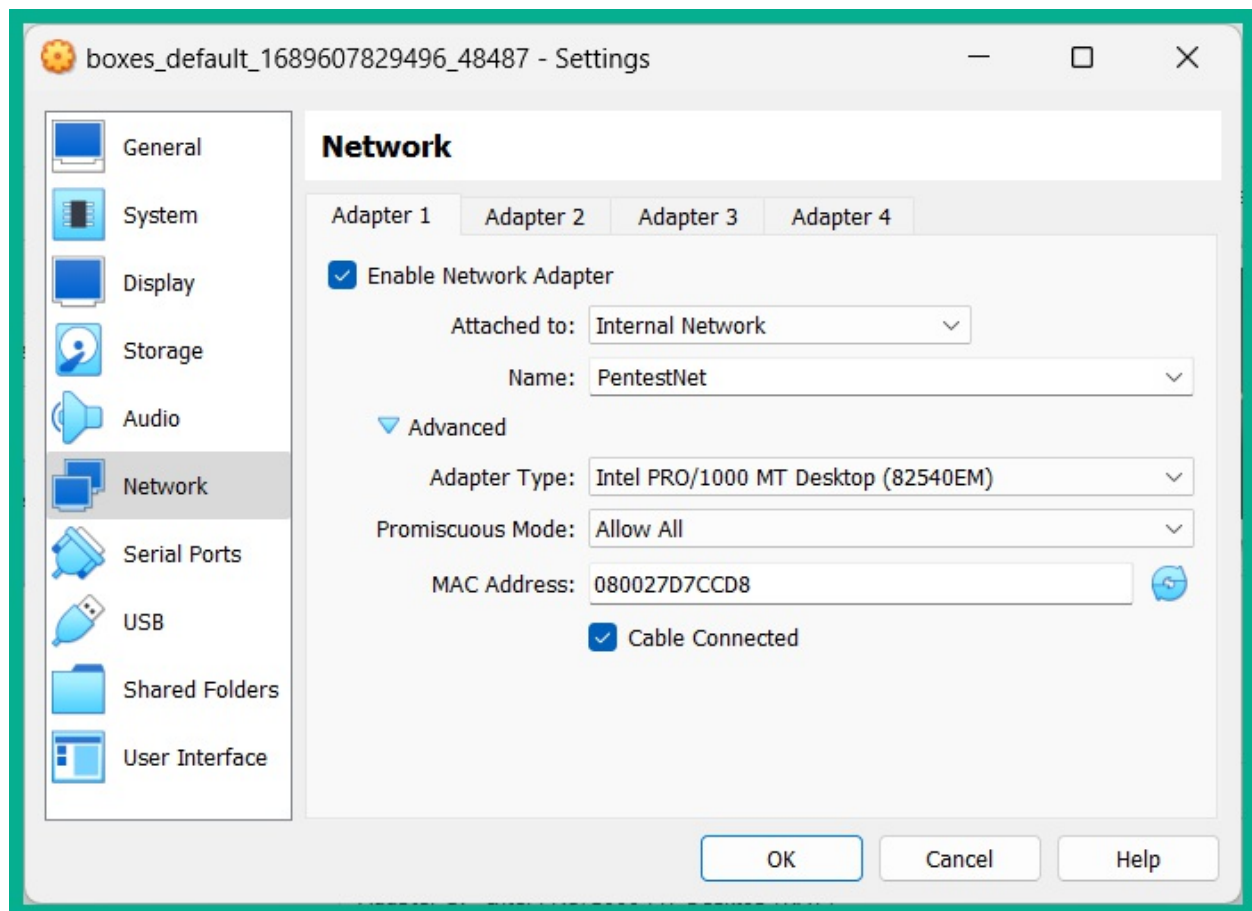 boxes_default_1689607829496_48487 - Settings
General
System
Display
Storage
Audio
Network
Serial Ports
USB
Shared Folders
User Interface
Network
Adapter 1 Adapter 2 Adapter 3 Adapter 4
Enable Network Adapter
Attached to: Internal Network
Name: PentestNet
Advanced
Adapter Type: Intel PRO/1000 MT Desktop (82540EM)
Promiscuous Mode: Allow All
MAC Address: 080027D7CCD8
Cable Connected
OK Cancel Help